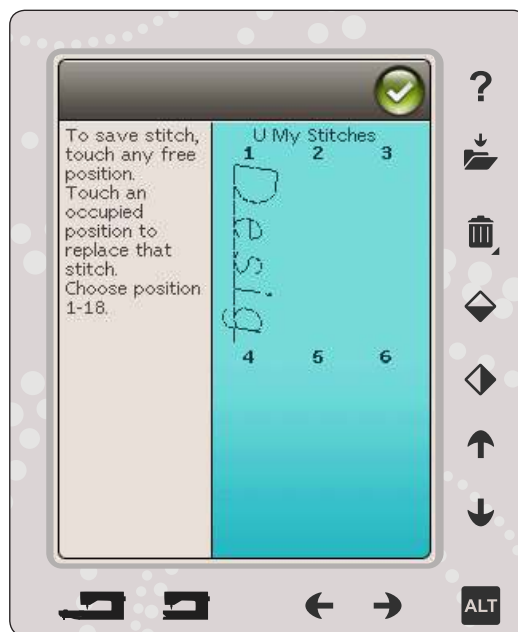 ?
To save stitch,
touch any free
position.
Touch an
occupied
position to
replace that
stitch.
Choose position
1-18.
U My Stitches
1 2 3
Desig
4 5 6
ALT